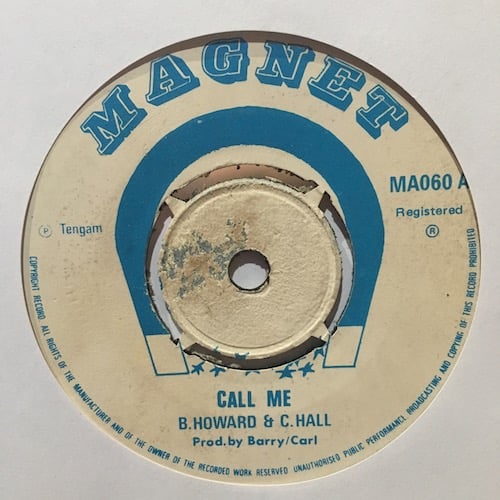 MAGNET
MA060 A
Registered
®
℗ Tengam
CALL ME
B.HOWARD & C.HALL
Prod.by Barry/Carl
COPYRIGHT RECORD. ALL RIGHTS OF THE MANUFACTURER AND OF THE OWNER OF THE RECORDED WORK RESERVED UNAUTHORISED PUBLIC PERFORMANCE BROADCASTING AND COPYING OF THIS RECORD PROHIBITED